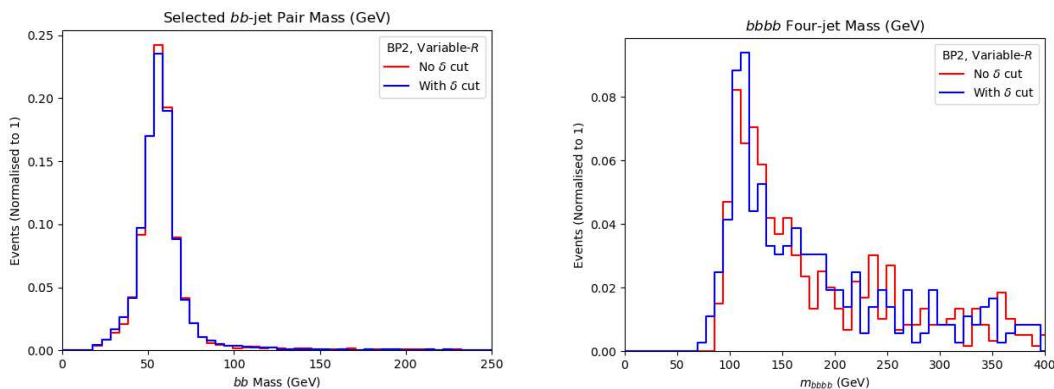 Selected bb-jet Pair Mass (GeV)
0.25
0.20
0.15
0.10
0.05
0.00
Events (Normalised to 1)
BP2, Variable-R
No δ cut
With δ cut
0
50
100
150
200
250
bb Mass (GeV)
bbbb Four-jet Mass (GeV)
0.08
0.06
0.04
0.02
0.00
Events (Normalised to 1)
BP2, Variable-R
No δ cut
With δ cut
0
50
100
150
200
250
300
350
400
m_bbbb (GeV)